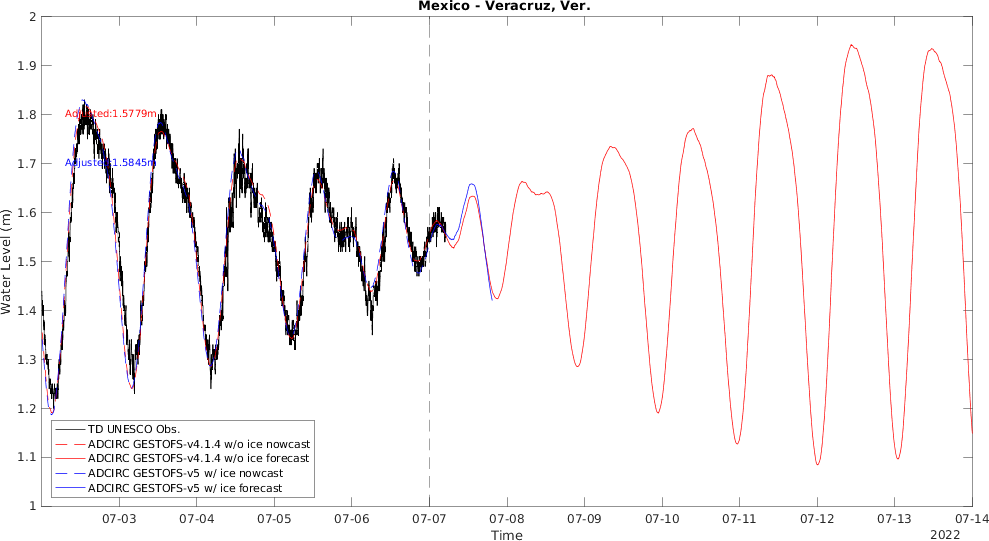 Mexico - Veracruz, Ver.
2
1.9
1.8
1.7
1.6
1.5
1.4
1.3
1.2
1.1
1
Water Level (m)
Adjusted:1.5779m
Adjusted:1.5845m
TD UNESCO Obs.
ADCIRC GESTOFS-v4.1.4 w/o ice nowcast
ADCIRC GESTOFS-v4.1.4 w/o ice forecast
ADCIRC GESTOFS-v5 w/ ice nowcast
ADCIRC GESTOFS-v5 w/ ice forecast
07-03 07-04 07-05 07-06 07-07 07-08 07-09 07-10 07-11 07-12 07-13 07-14
2022
Time